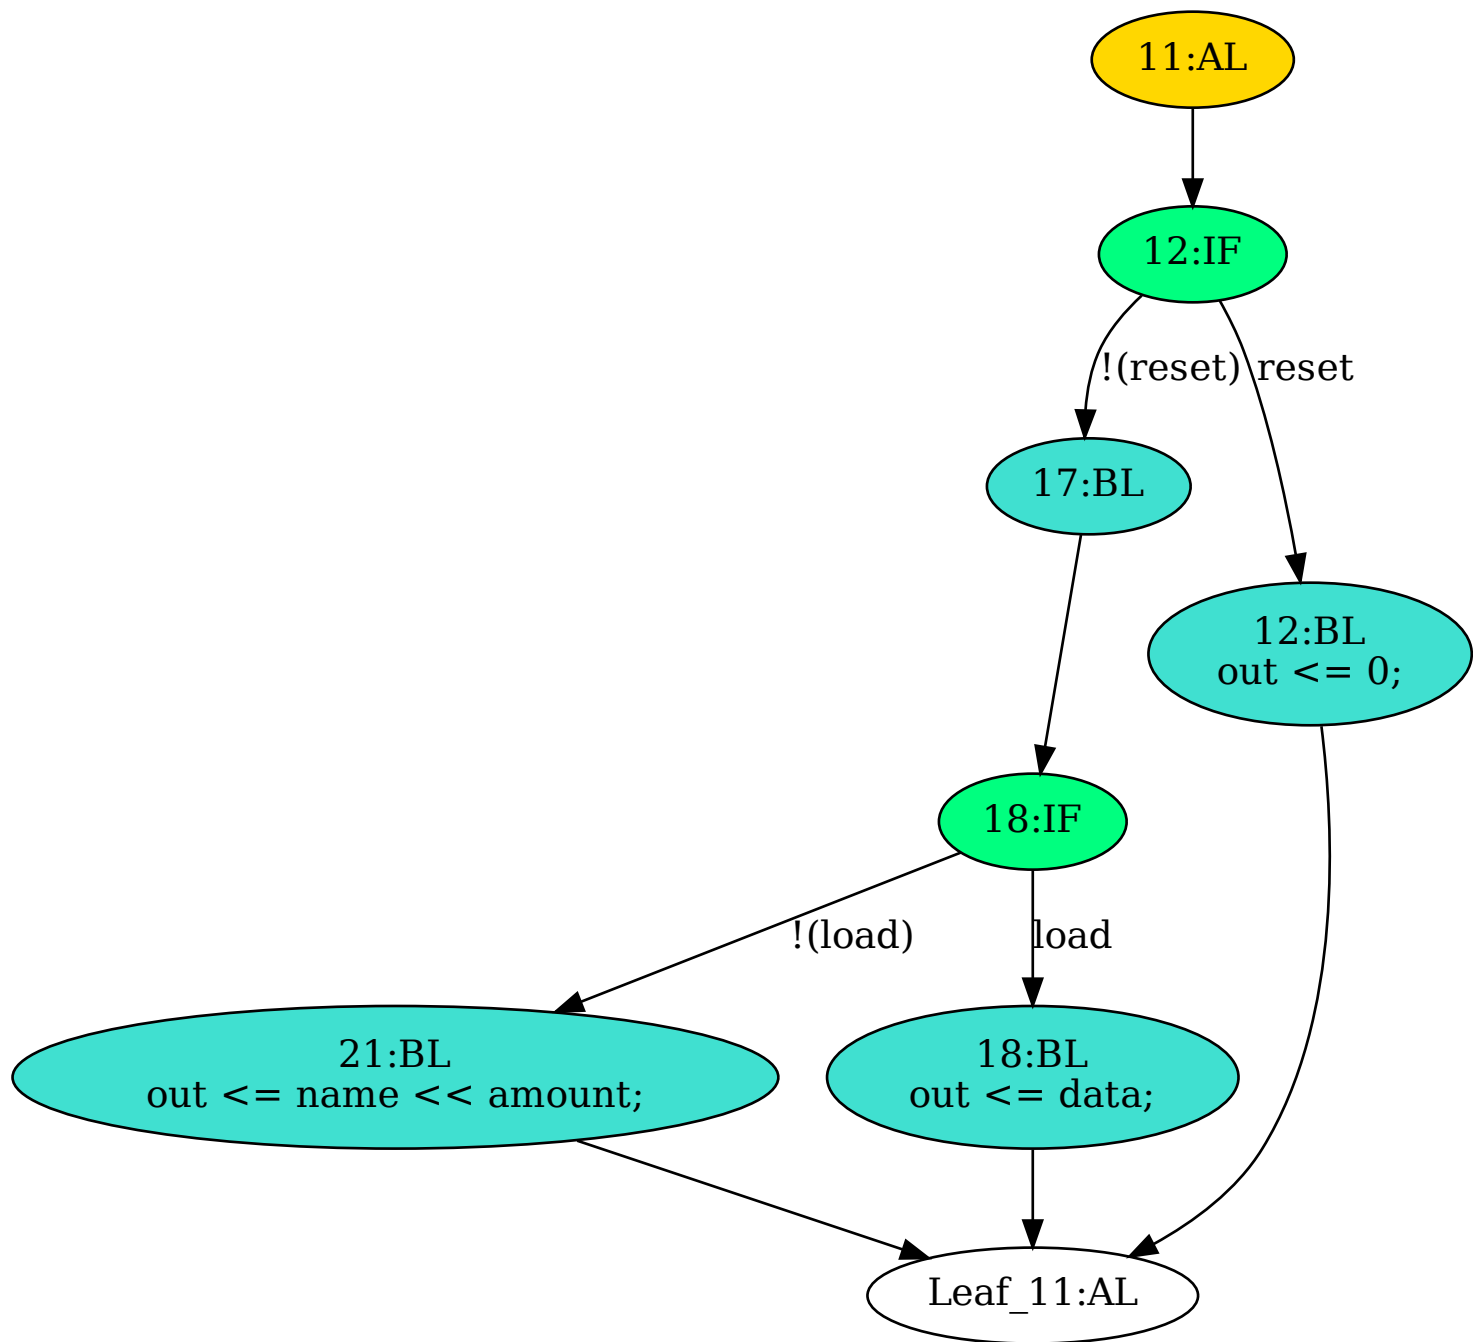 11:AL
12:IF
!(reset)
reset
17:BL
12:BL
out <= 0;
18:IF
!(load)
load
21:BL
out <= name << amount;
18:BL
out <= data;
Leaf_11:AL